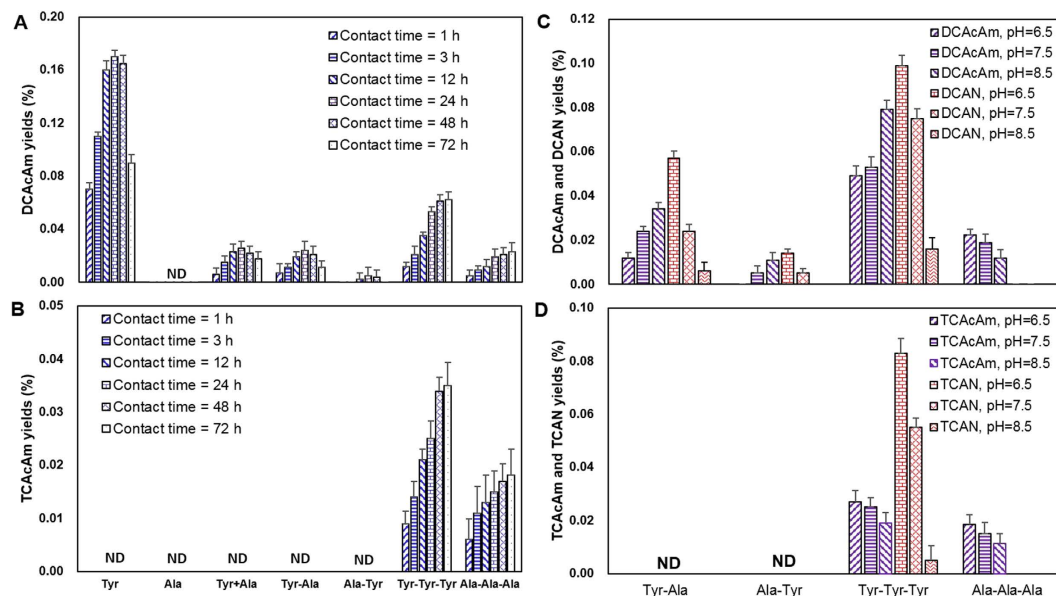 A
0.20
0.16
0.12
0.08
0.04
0.00
DCAcAm yields (%)
Contact time = 1 h
Contact time = 3 h
Contact time = 12 h
Contact time = 24 h
Contact time = 48 h
Contact time = 72 h
ND
B
0.05
0.04
0.03
0.02
0.01
0.00
TCAcAm yields (%)
Contact time = 1 h
Contact time = 3 h
Contact time = 12 h
Contact time = 24 h
Contact time = 48 h
Contact time = 72 h
ND ND ND ND ND
Tyr Ala Tyr+Ala Tyr-Ala Ala-Tyr Tyr-Tyr-Tyr Ala-Ala-Ala
C
0.12
0.10
0.08
0.06
0.04
0.02
0.00
DCAcAm and DCAN yields (%)
DCAcAm, pH=6.5
DCAcAm, pH=7.5
DCAcAm, pH=8.5
DCAN, pH=6.5
DCAN, pH=7.5
DCAN, pH=8.5
D
0.10
0.08
0.06
0.04
0.02
0.00
TCAcAm and TCAN yields (%)
TCAcAm, pH=6.5
TCAcAm, pH=7.5
TCAcAm, pH=8.5
TCAN, pH=6.5
TCAN, pH=7.5
TCAN, pH=8.5
ND ND
Tyr-Ala Ala-Tyr Tyr-Tyr-Tyr Ala-Ala-Ala